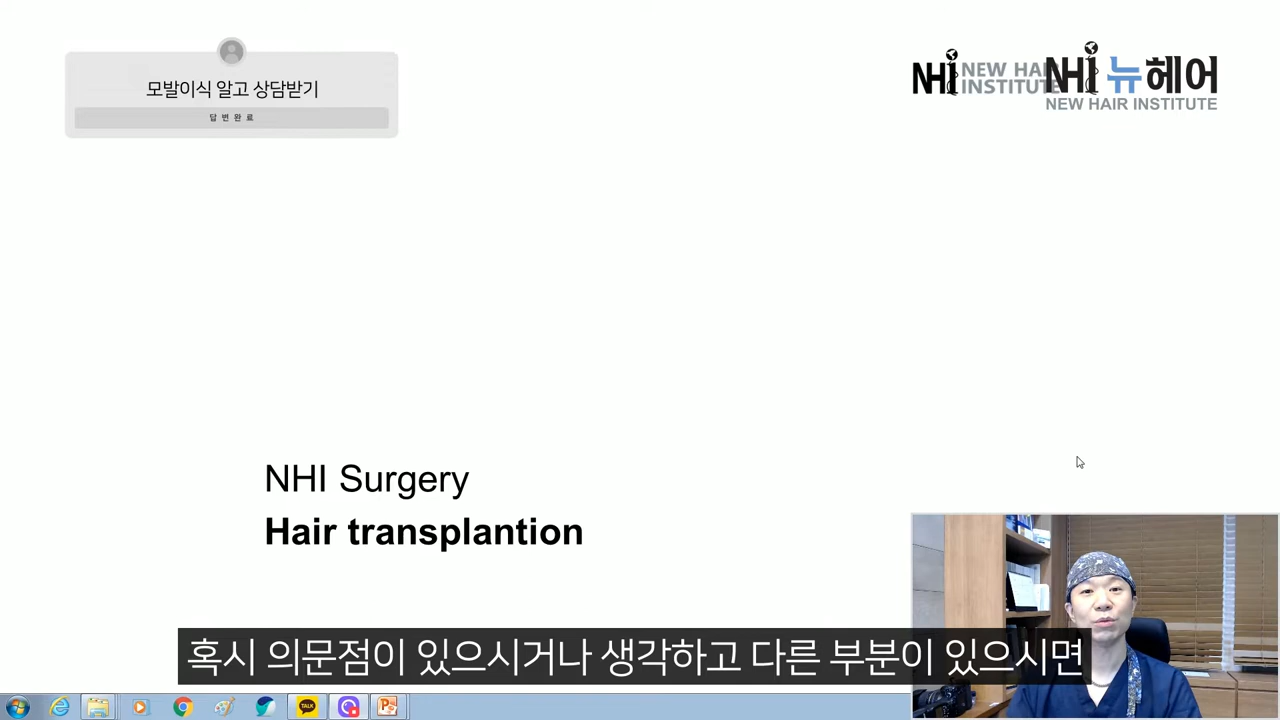 모발이식 알고 상담받기
답변완료
NHI NEW HAIR
INSTITUTE
NHI 뉴헤어
NEW HAIR INSTITUTE
NHI Surgery
Hair transplantion
혹시 의문점이 있으시거나 생각하고 다른 부분이 있으시면
TALK